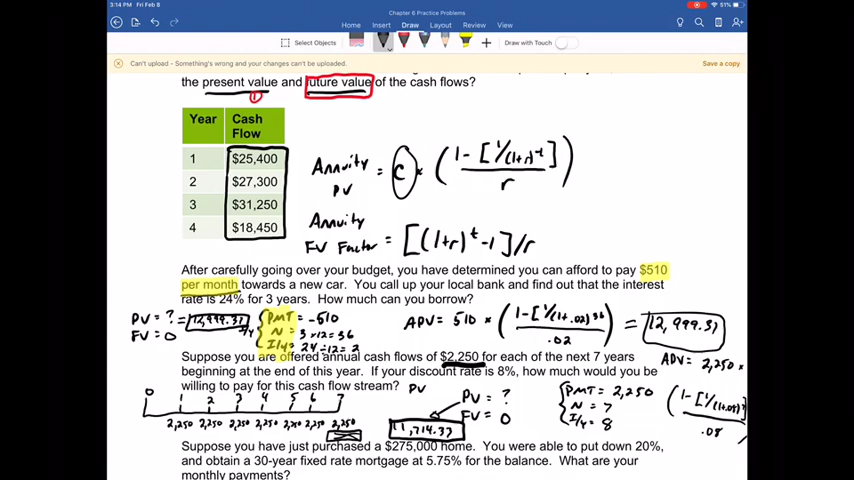 3:14 PM Fri Feb 8
51%
Chapter 6 Practice Problems
Home Insert Draw Layout Review View
Select Objects
Draw with Touch
Can't upload - Something's wrong and your changes can't be uploaded.
Save a copy
the present value and future value of the cash flows?
1
Year Cash Flow
1 $25,400
2 $27,300
3 $31,250
4 $18,450
Annuity PV = C × (1 - [1/(1+r)^t] / r)
Annuity FV Factor = [(1+r)^t - 1]/r
After carefully going over your budget, you have determined you can afford to pay $510
per month towards a new car. You call up your local bank and find out that the interest
rate is 24% for 3 years. How much can you borrow?
PV = ? = 12,999.31
FV = 0
PMT = -510
N = 3 × 12 = 36
I/Y = 24 ÷ 12 = 2
APV = 510 × (1 - [1/(1+.02)^36] / .02) = 12,999.31
Suppose you are offered annual cash flows of $2,250 for each of the next 7 years
beginning at the end of this year. If your discount rate is 8%, how much would you be
willing to pay for this cash flow stream?
PV
APV = 2,250 ×
0 1 2 3 4 5 6 7
2,250 2,250 2,250 2,250 2,250 2,250 2,250
PV = ?
FV = 0
11,714.33
PMT = 2,250
N = 7
I/Y = 8
(1 - [1/(1+.08)
.08
Suppose you have just purchased a $275,000 home. You were able to put down 20%,
and obtain a 30-year fixed rate mortgage at 5.75% for the balance. What are your
monthly payments?